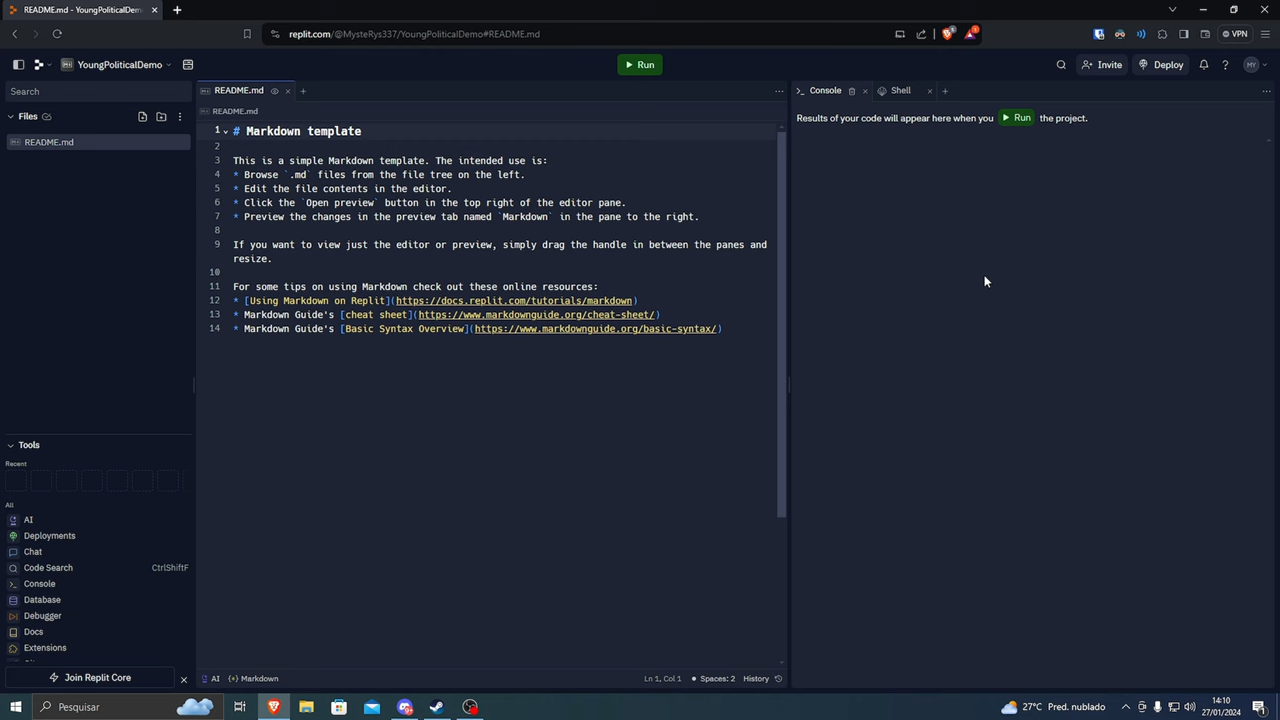 README.md - YoungPoliticalDem
replit.com/@MysteRys337/YoungPoliticalDemo#README.md
VPN
YoungPoliticalDemo
Run
Invite
Deploy
MY
Search
Files
README.md
README.md
README.md
1 # Markdown template
2
3 This is a simple Markdown template. The intended use is:
4 * Browse `.md` files from the file tree on the left.
5 * Edit the file contents in the editor.
6 * Click the `Open preview` button in the top right of the editor pane.
7 * Preview the changes in the preview tab named `Markdown` in the pane to the right.
8
9 If you want to view just the editor or preview, simply drag the handle in between the panes and
resize.
10
11 For some tips on using Markdown check out these online resources:
12 * [Using Markdown on Replit](https://docs.replit.com/tutorials/markdown)
13 * Markdown Guide's [cheat sheet](https://www.markdownguide.org/cheat-sheet/)
14 * Markdown Guide's [Basic Syntax Overview](https://www.markdownguide.org/basic-syntax/)
Console
Shell
Results of your code will appear here when you Run the project.
Tools
Recent
All
AI
Deployments
Chat
Code Search CtrlShiftF
Console
Database
Debugger
Docs
Extensions
Join Replit Core
AI
Markdown
Ln 1, Col 1
Spaces: 2
History
Pesquisar
27°C Pred. nublado
14:10
27/01/2024